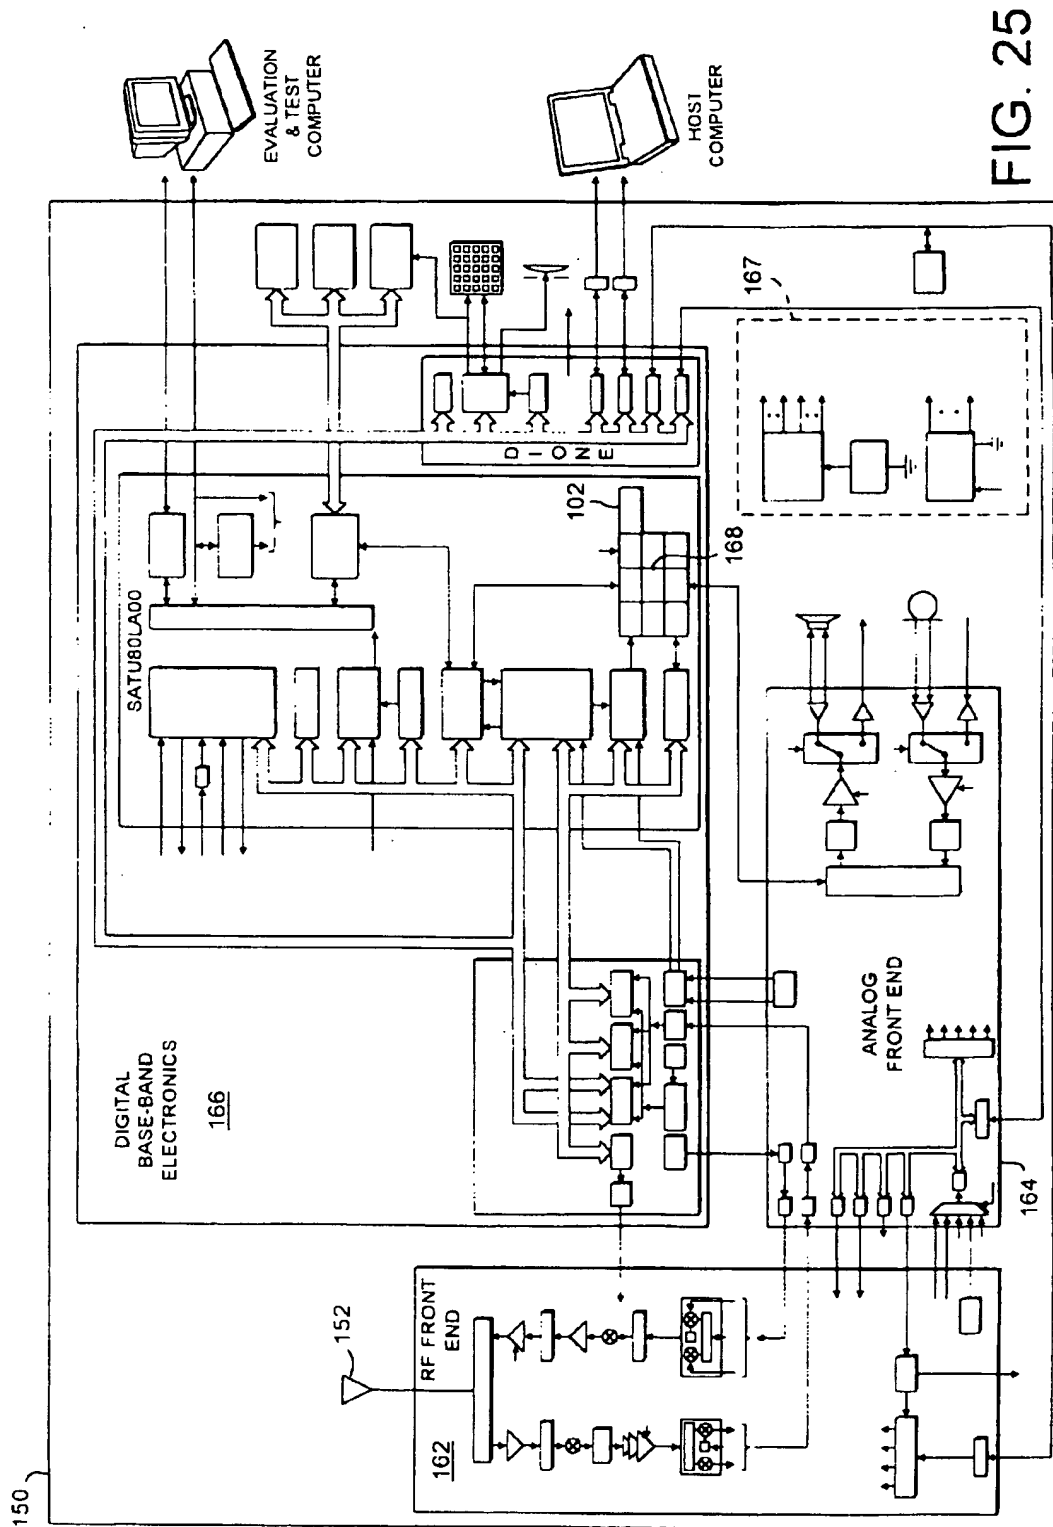 150
152
RF FRONT
END
162
DIGITAL
BASE-BAND
ELECTRONICS
166
SATU80LA00
DIONE
102
168
EVALUATION
& TEST
COMPUTER
HOST
COMPUTER
167
ANALOG
FRONT END
164
FIG. 25